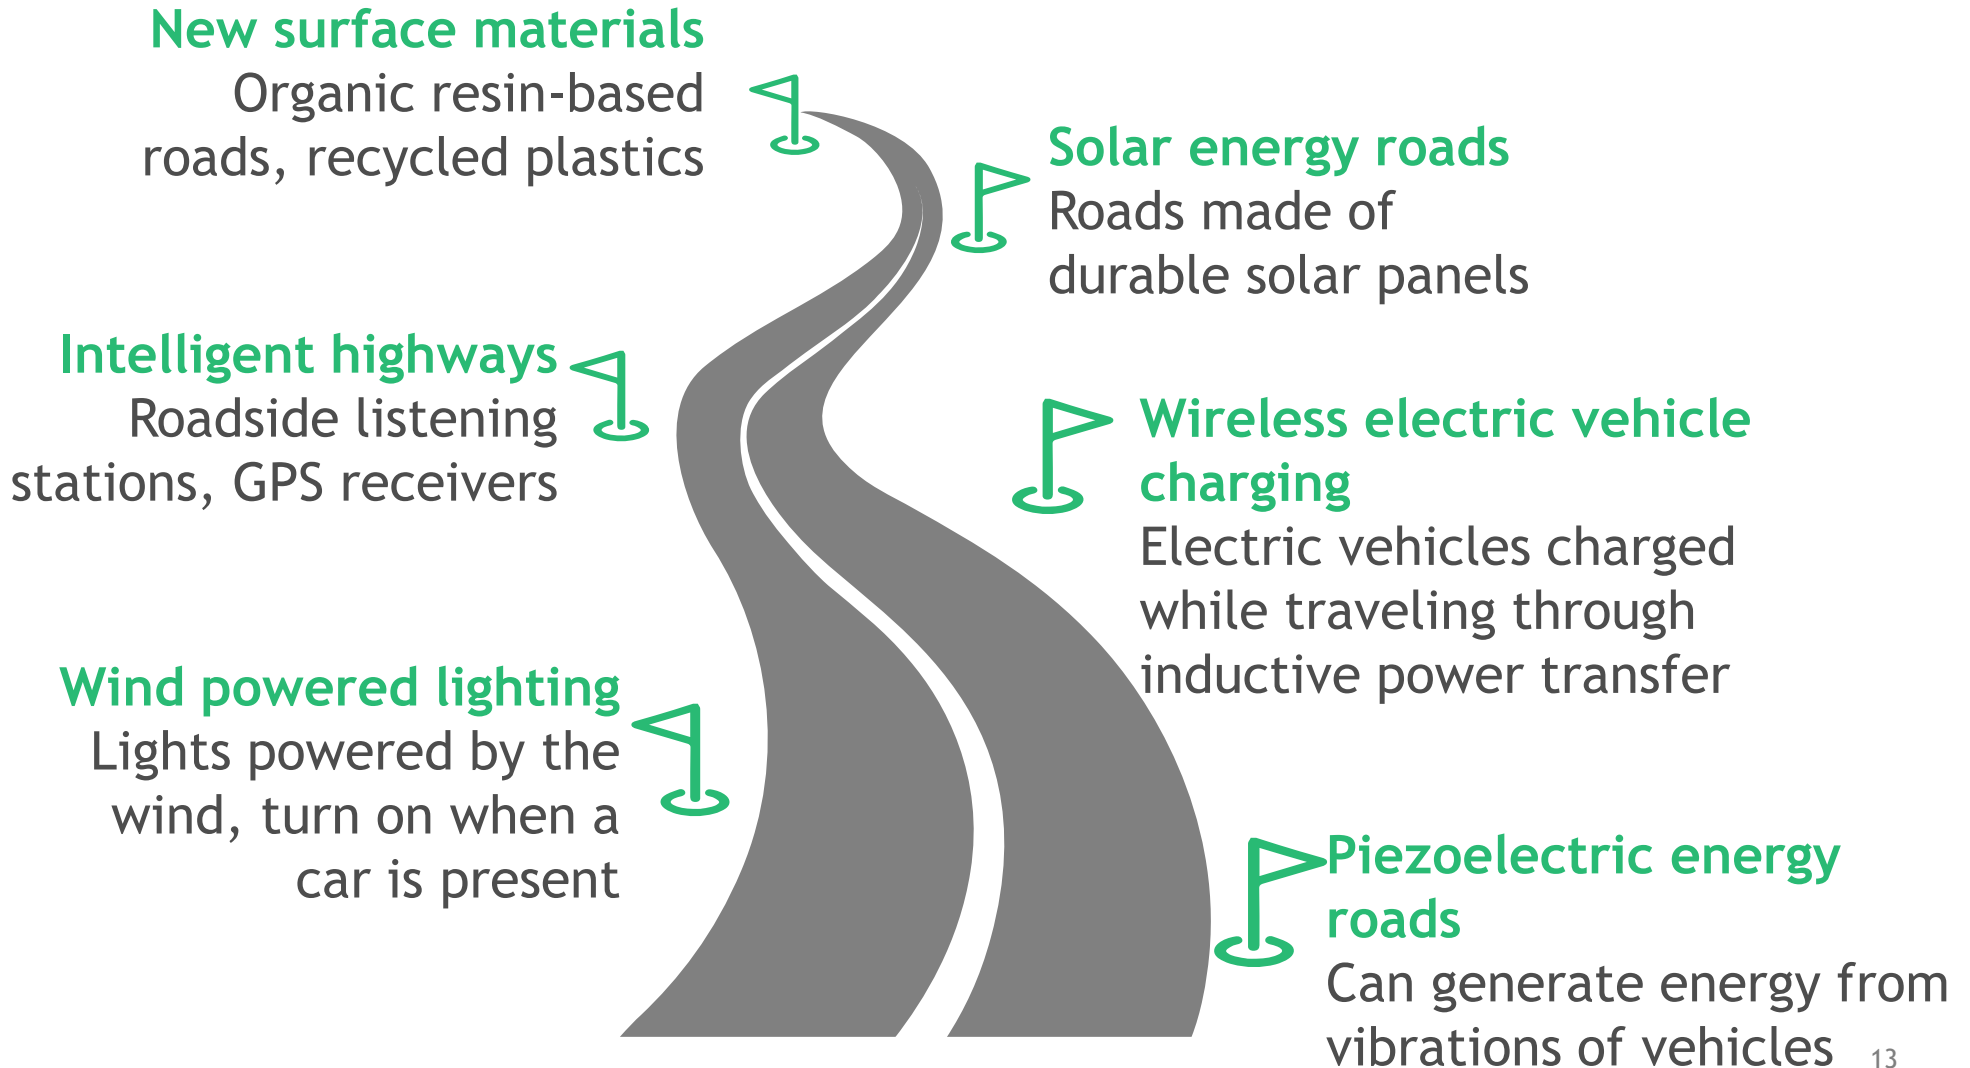 New surface materials
Organic resin-based
roads, recycled plastics
Solar energy roads
Roads made of
durable solar panels
Intelligent highways
Roadside listening
stations, GPS receivers
Wireless electric vehicle
charging
Electric vehicles charged
while traveling through
inductive power transfer
Wind powered lighting
Lights powered by the
wind, turn on when a
car is present
Piezoelectric energy
roads
Can generate energy from
vibrations of vehicles
13